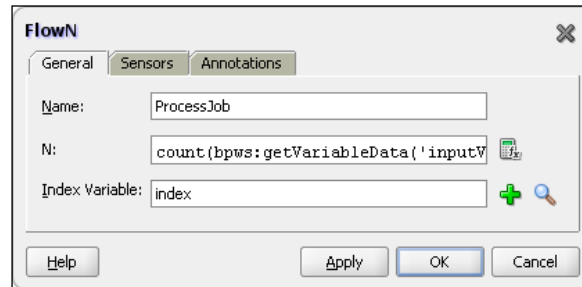 FlowN
General Sensors Annotations
Name: ProcessJob
N: count(bpws:getVariableData('inputV
Index Variable: index
Help Apply OK Cancel